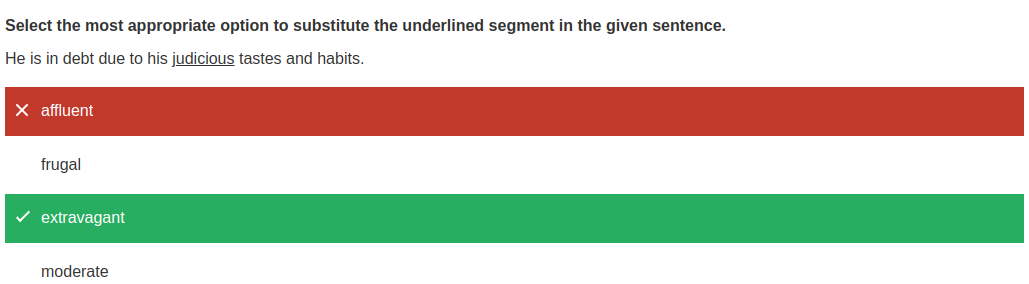 Select the most appropriate option to substitute the underlined segment in the given sentence.
He is in debt due to his judicious tastes and habits.
affluent
frugal
extravagant
moderate